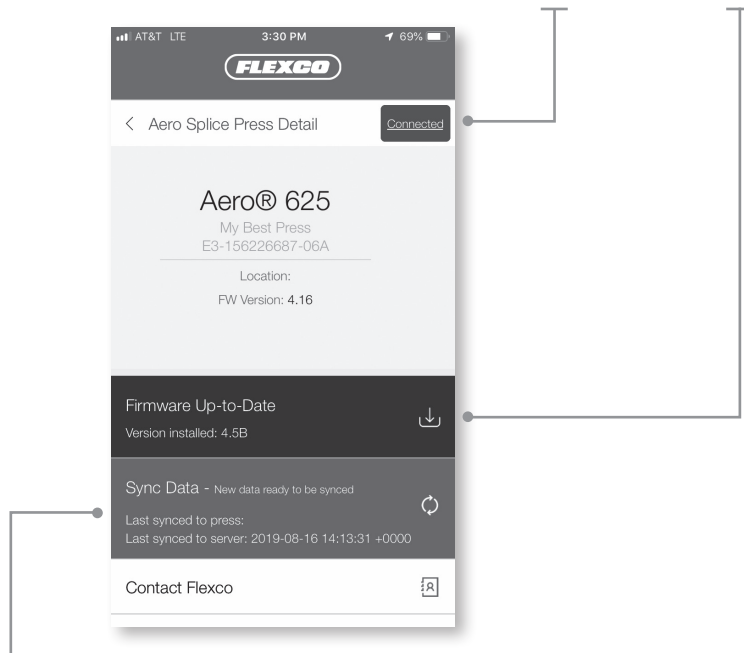 AT&T LTE 3:30 PM 69%
FLEXCO
Aero Splice Press Detail Connected
Aero® 625
My Best Press
E3-156226687-06A
Location:
FW Version: 4.16
Firmware Up-to-Date
Version installed: 4.5B
Sync Data - New data ready to be synced
Last synced to press:
Last synced to server: 2019-08-16 14:13:31 +0000
Contact Flexco